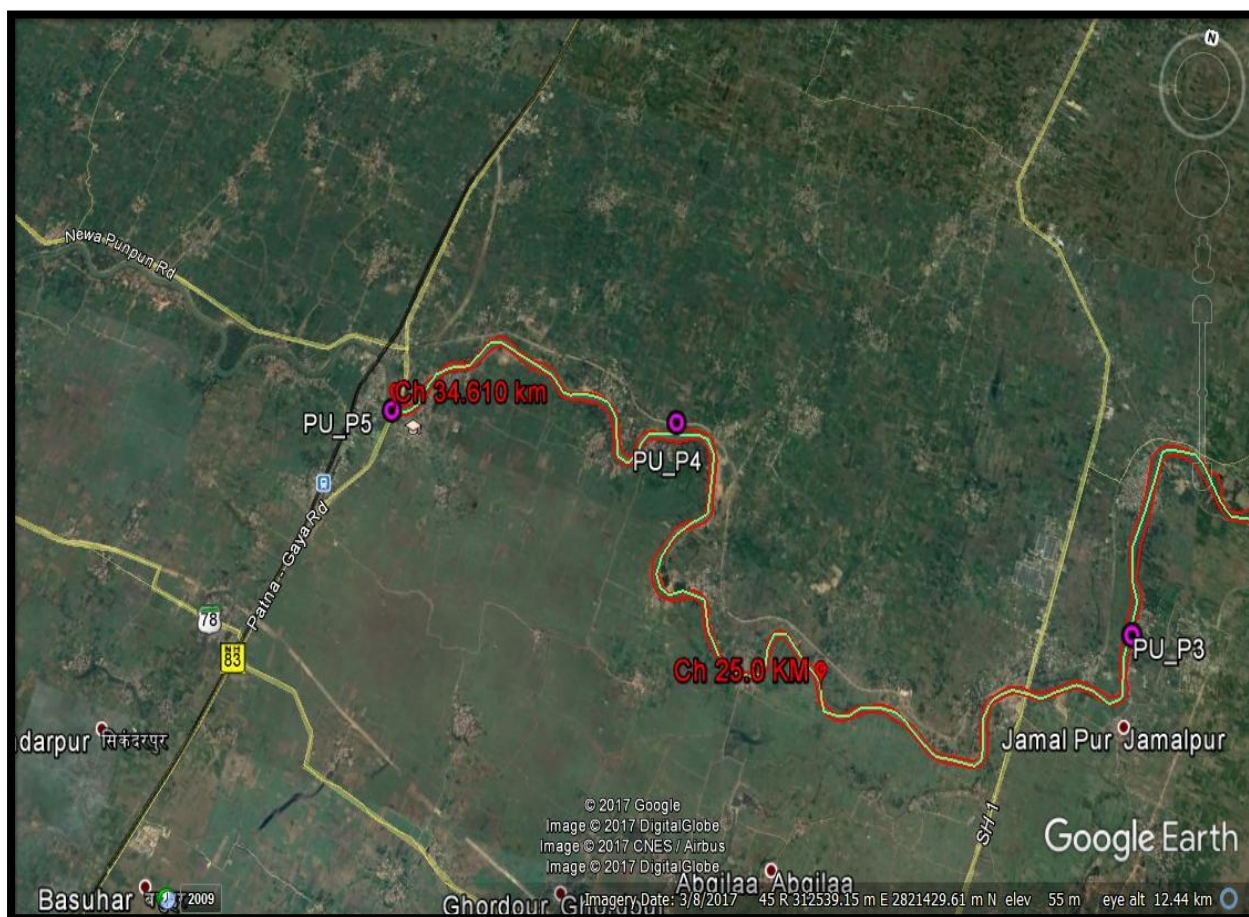 N
Newa Punpun Rd
Ch 34.610 km
PU_P5
PU_P4
Patna - Gaya Rd
78
NH
83
Ch 25.0 KM
PU_P3
Jamal Pur Jamalpur
ndarpur सिकंदरपुर
SH 1
© 2017 Google
Image © 2017 DigitalGlobe
Image © 2017 CNES / Airbus
Image © 2017 DigitalGlobe
Google Earth
Abgilaa Abgilaa
Basuhar
2009
Ghordour
Imagery Date: 3/8/2017 45 R 312539.15 m E 2821429.61 m N elev 55 m eye alt 12.44 km